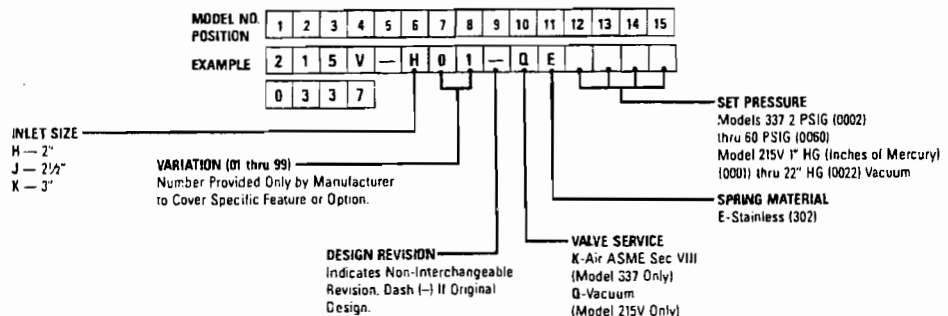 MODEL NO. POSITION 1 2 3 4 5 6 7 8 9 10 11 12 13 14 15
EXAMPLE 2 1 5 V — H 0 1 — Q E
0 3 3 7
INLET SIZE
H — 2"
J — 2½"
K — 3"
VARIATION (01 thru 99)
Number Provided Only by Manufacturer
to Cover Specific Feature or Option.
DESIGN REVISION
Indicates Non-Interchangeable
Revision. Dash (–) If Original
Design.
VALVE SERVICE
K-Air ASME Sec VIII
(Model 337 Only)
Q-Vacuum
(Model 215V Only)
SPRING MATERIAL
E-Stainless (302)
SET PRESSURE
Models 337 2 PSIG (0002)
thru 60 PSIG (0060)
Model 215V 1" HG (Inches of Mercury)
(0001) thru 22" HG (0022) Vacuum